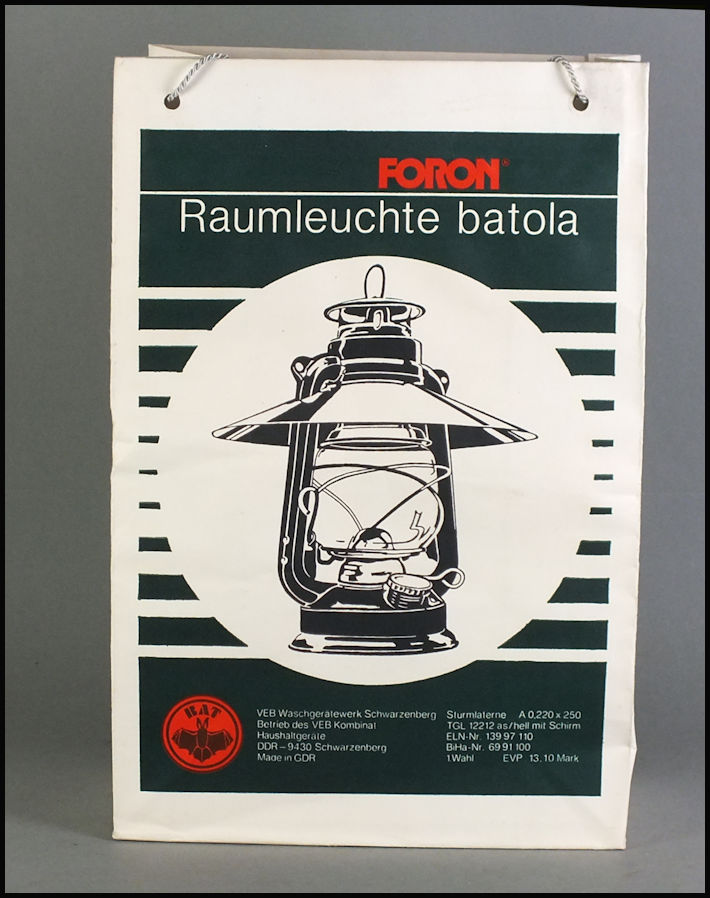 FORON®
Raumleuchte batola
BAT
VEB Waschgerätewerk Schwarzenberg
Betrieb des VEB Kombinat
Haushaltgeräte
DDR – 9430 Schwarzenberg
Made in GDR
Sturmlaterne A 0,220 x 250
TGL 12212 as/hell mit Schirm
ELN-Nr. 139 97 110
BiHa-Nr. 69 91 100
1.Wahl EVP 13,10 Mark